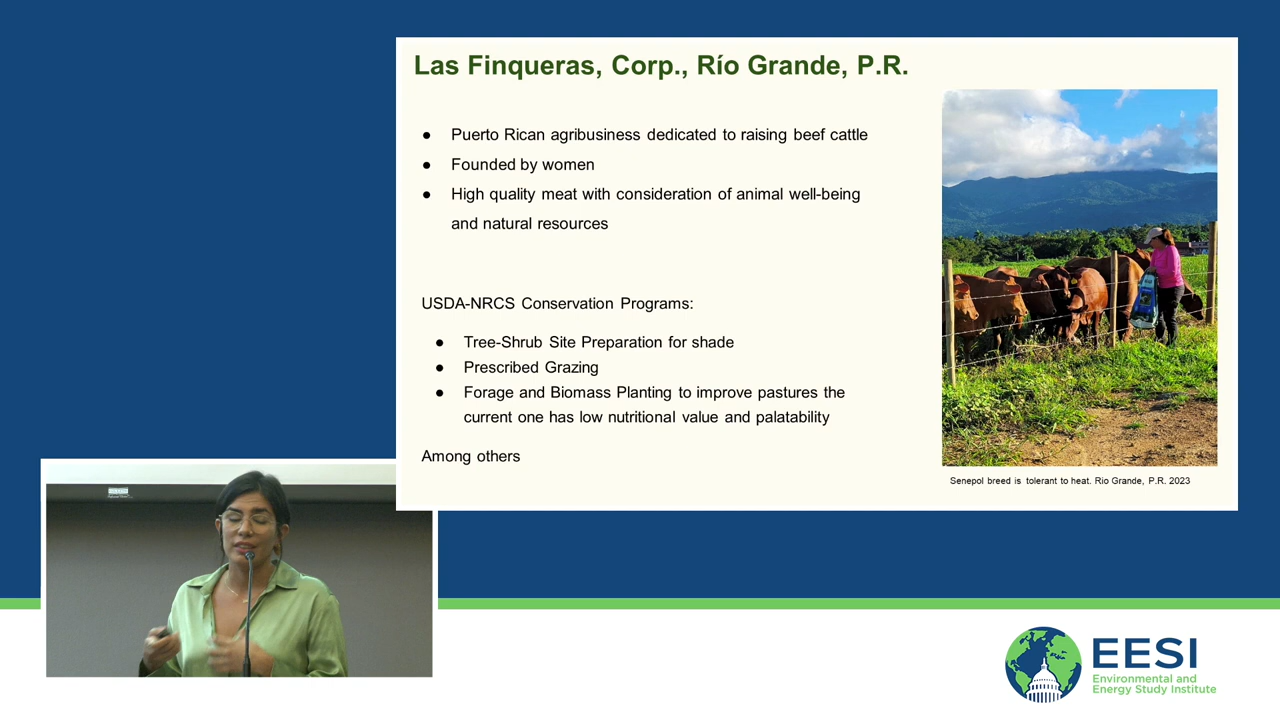 Las Finqueras, Corp., Río Grande, P.R.
● Puerto Rican agribusiness dedicated to raising beef cattle
● Founded by women
● High quality meat with consideration of animal well-being
and natural resources
USDA-NRCS Conservation Programs:
● Tree-Shrub Site Preparation for shade
● Prescribed Grazing
● Forage and Biomass Planting to improve pastures the
current one has low nutritional value and palatability
Among others
Senepol breed is tolerant to heat. Rio Grande, P.R. 2023
EESI
Environmental and
Energy Study Institute